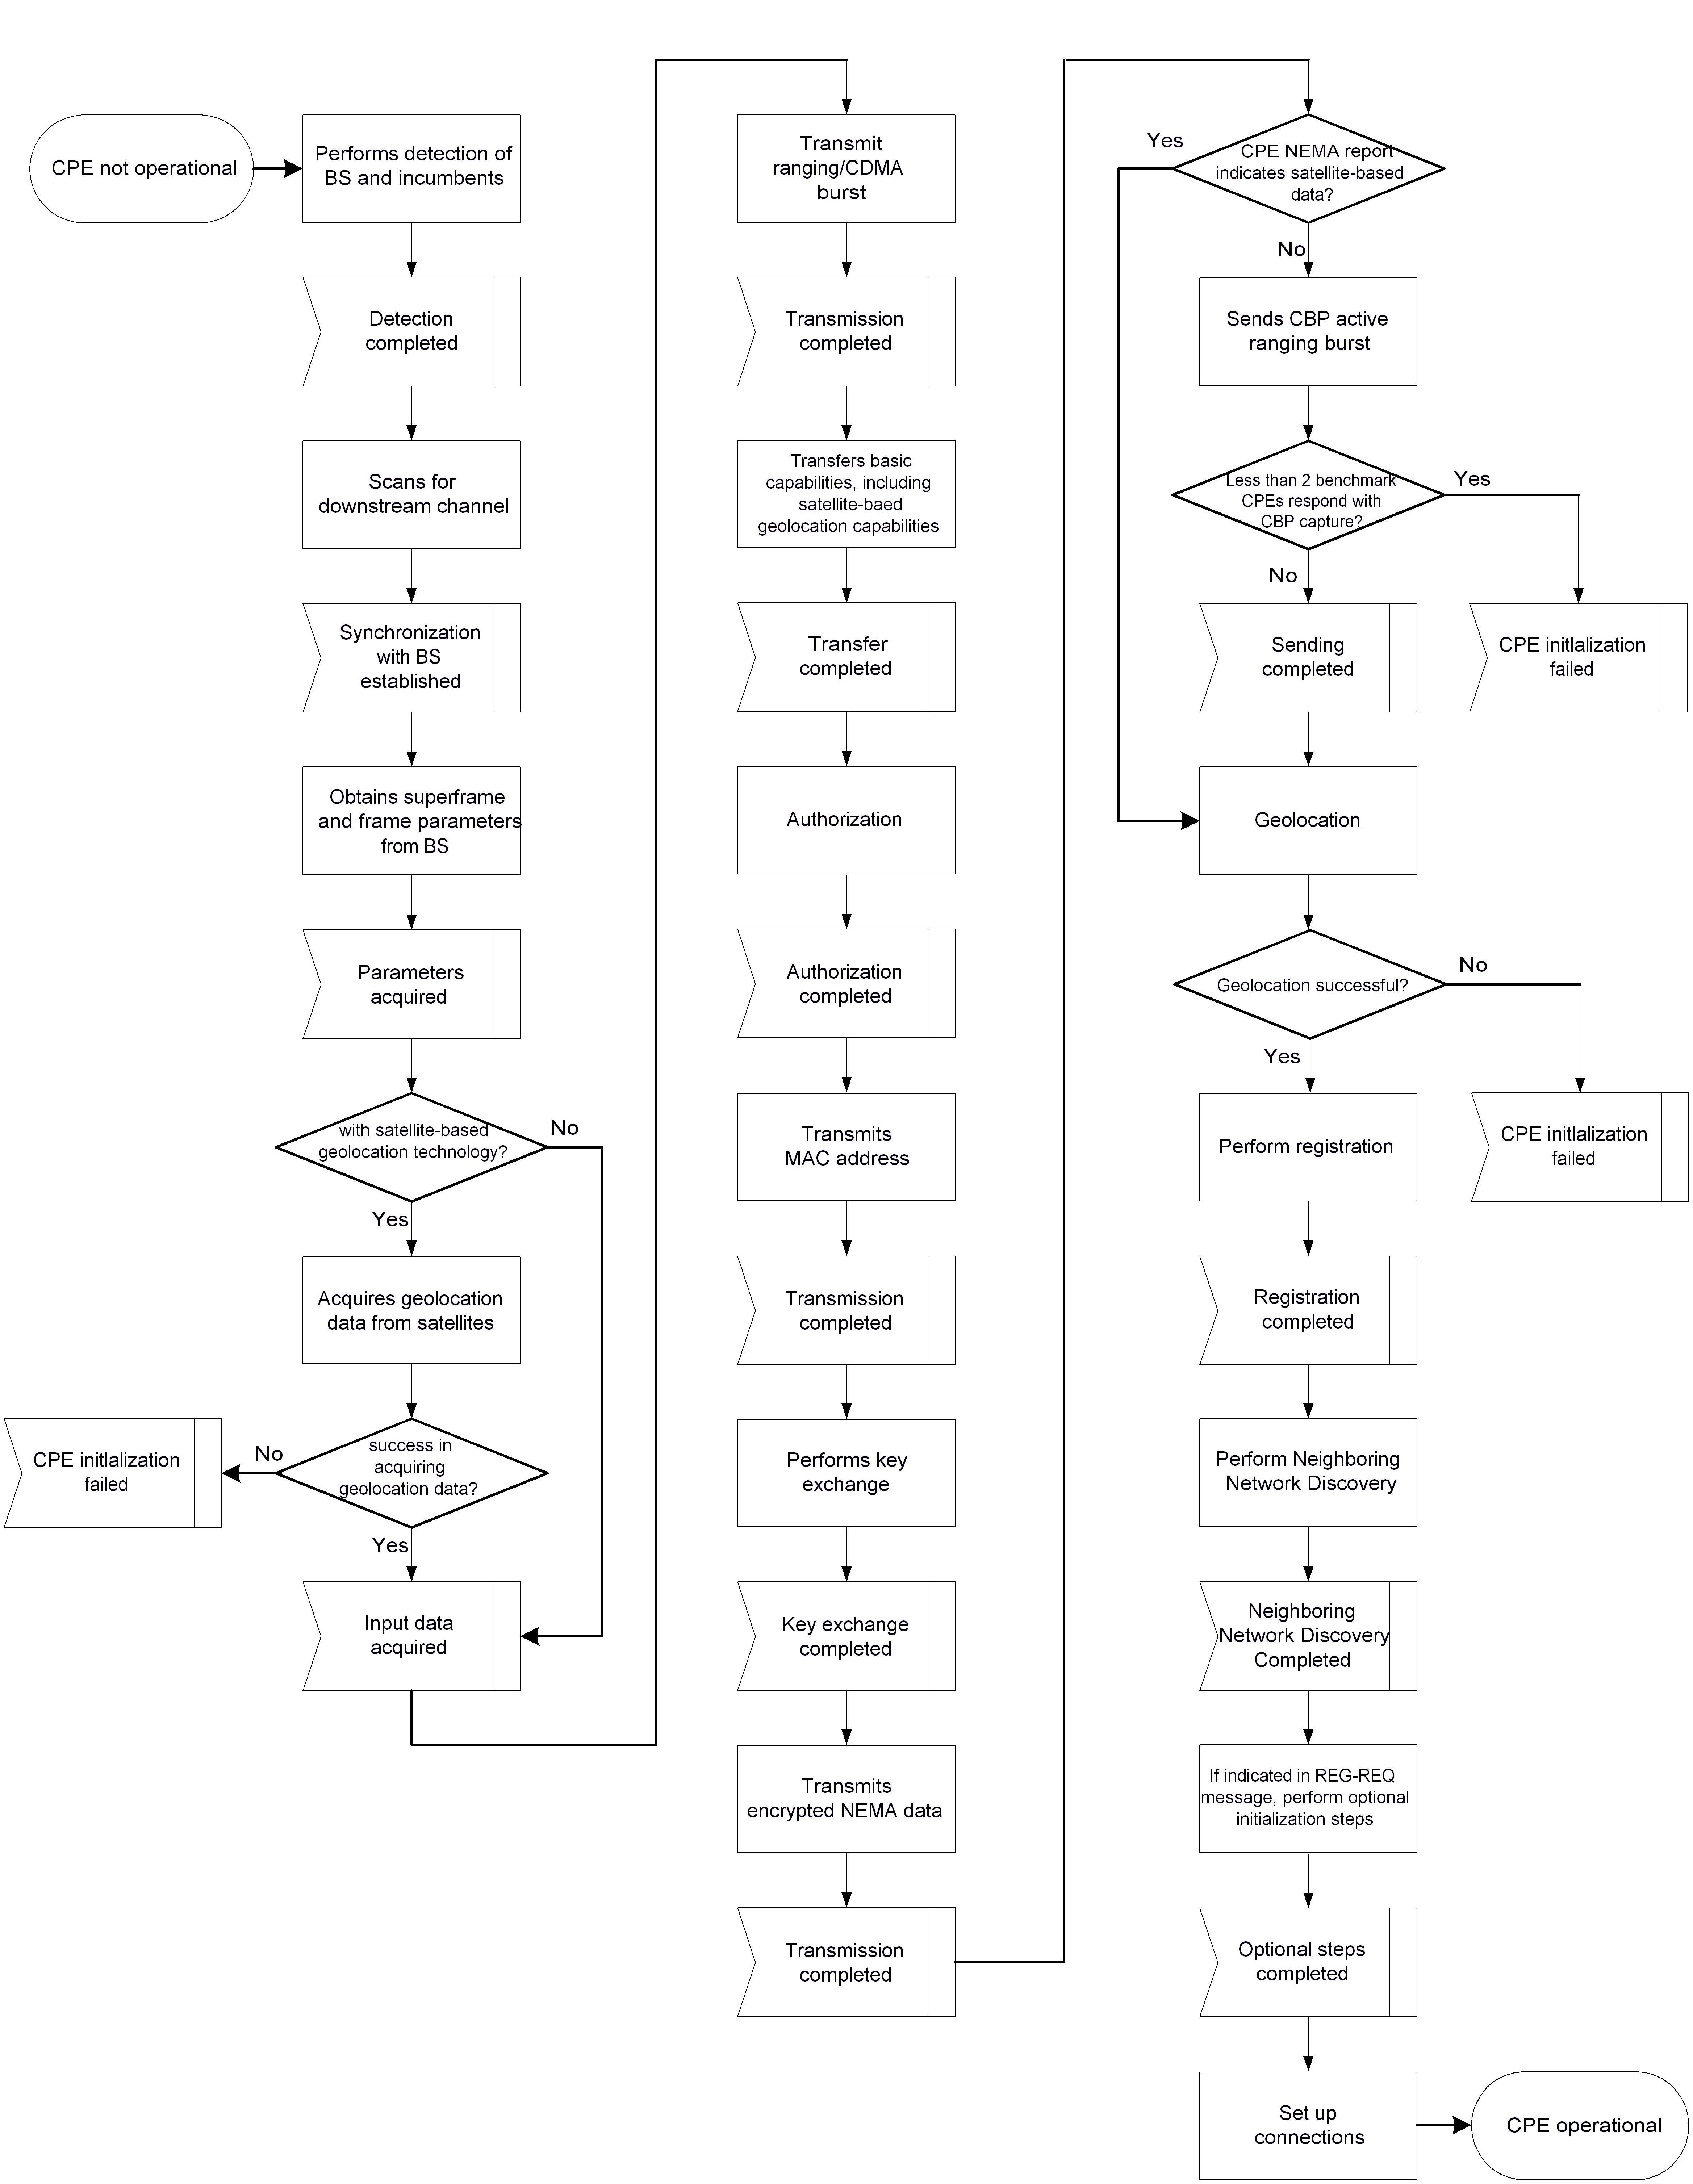 CPE not operational
Performs detection of
BS and incumbents
Detection
completed
Scans for
downstream channel
Synchronization
with BS
established
Obtains superframe
and frame parameters
from BS
Parameters
acquired
with satellite-based
geolocation technology?
No
Yes
Acquires geolocation
data from satellites
success in
acquiring
geolocation data?
No
CPE initlalization
failed
Yes
Input data
acquired
Transmit
ranging/CDMA
burst
Transmission
completed
Transfers basic
capabilities, including
satellite-baed
geolocation capabilities
Transfer
completed
Authorization
Authorization
completed
Transmits
MAC address
Transmission
completed
Performs key
exchange
Key exchange
completed
Transmits
encrypted NEMA data
Transmission
completed
Yes
CPE NEMA report
indicates satellite-based
data?
No
Sends CBP active
ranging burst
Less than 2 benchmark
CPEs respond with
CBP capture?
Yes
No
Sending
completed
CPE initlalization
failed
Geolocation
Geolocation successful?
No
Yes
Perform registration
CPE initlalization
failed
Registration
completed
Perform Neighboring
Network Discovery
Neighboring
Network Discovery
Completed
If indicated in REG-REQ
message, perform optional
initialization steps
Optional steps
completed
Set up
connections
CPE operational